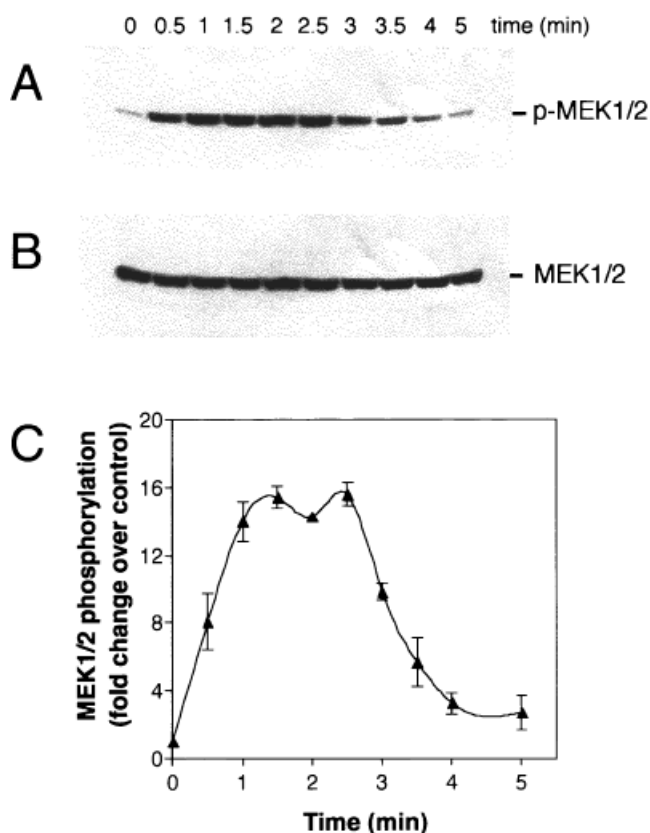 0 0.5 1 1.5 2 2.5 3 3.5 4 5 time (min)
A
p-MEK1/2
B
MEK1/2
C
MEK1/2 phosphorylation
(fold change over control)
20
16
12
8
4
0
0 1 2 3 4 5
Time (min)